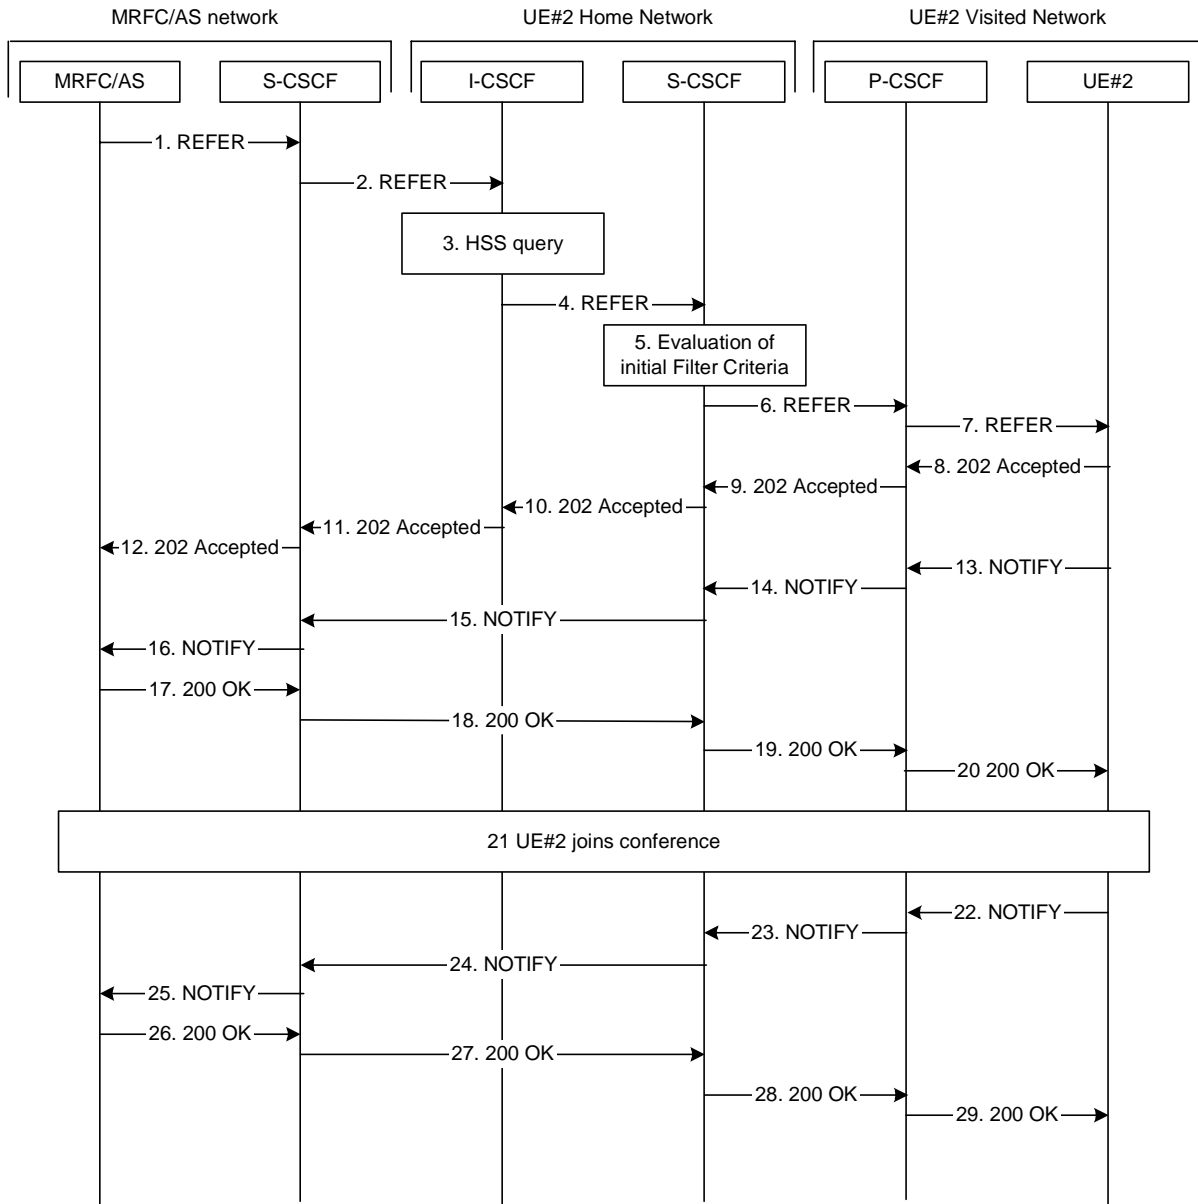 MRFC/AS network
UE#2 Home Network
UE#2 Visited Network
MRFC/AS
S-CSCF
I-CSCF
S-CSCF
P-CSCF
UE#2
1. REFER
2. REFER
3. HSS query
4. REFER
5. Evaluation of
initial Filter Criteria
6. REFER
7. REFER
8. 202 Accepted
9. 202 Accepted
10. 202 Accepted
11. 202 Accepted
12. 202 Accepted
13. NOTIFY
14. NOTIFY
15. NOTIFY
16. NOTIFY
17. 200 OK
18. 200 OK
19. 200 OK
20 200 OK
21 UE#2 joins conference
22. NOTIFY
23. NOTIFY
24. NOTIFY
25. NOTIFY
26. 200 OK
27. 200 OK
28. 200 OK
29. 200 OK